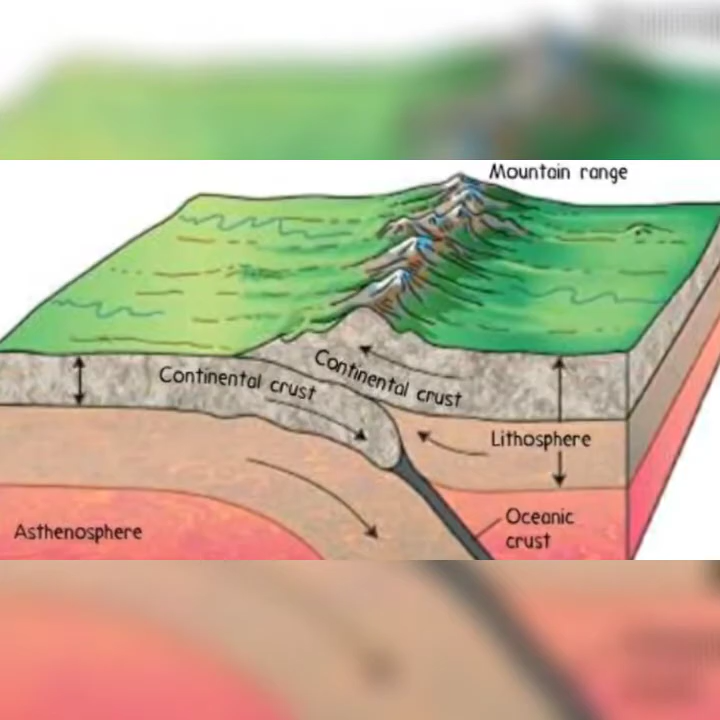 Mountain range
Continental crust
Continental crust
Lithosphere
Oceanic
crust
Asthenosphere